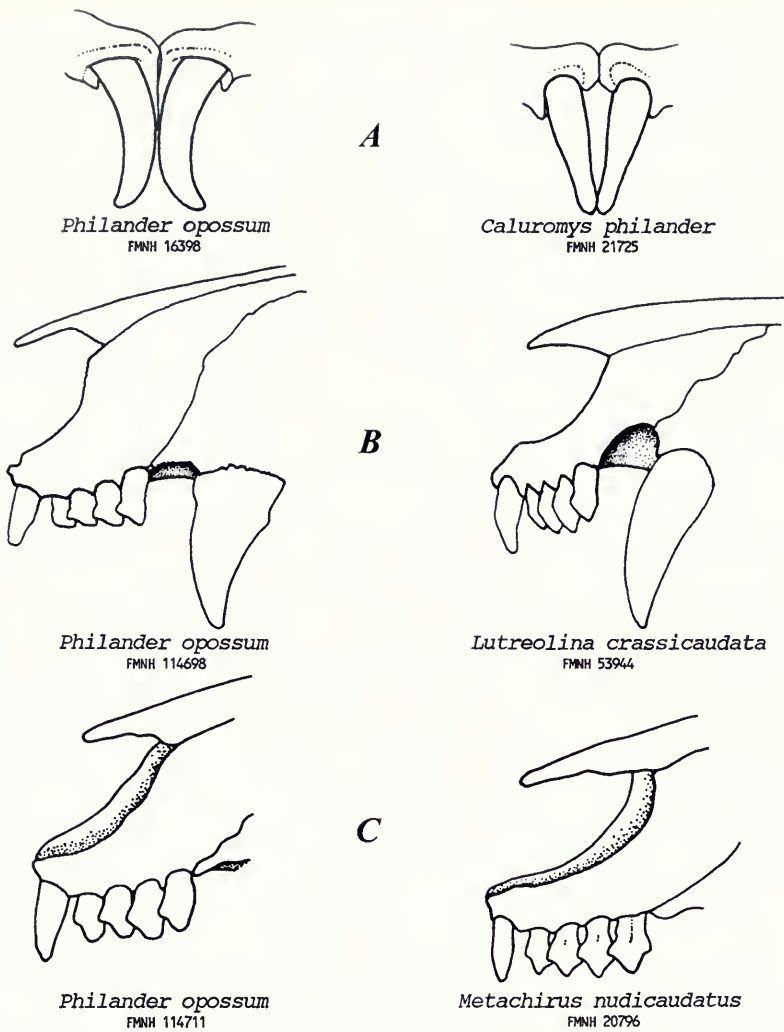 A
Philander opossum
FMNH 16398
Caluromys philander
FMNH 21725
B
Philander opossum
FMNH 114698
Lutreolina crassicaudata
FMNH 53944
C
Philander opossum
FMNH 114711
Metachirus nudicaudatus
FMNH 20796